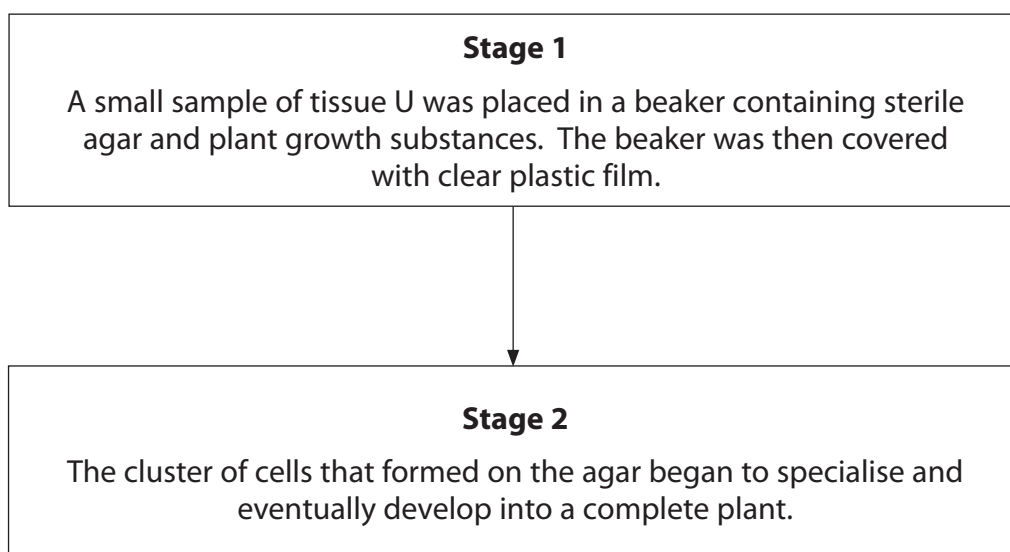 Stage 1
A small sample of tissue U was placed in a beaker containing sterile
agar and plant growth substances. The beaker was then covered
with clear plastic film.
Stage 2
The cluster of cells that formed on the agar began to specialise and
eventually develop into a complete plant.